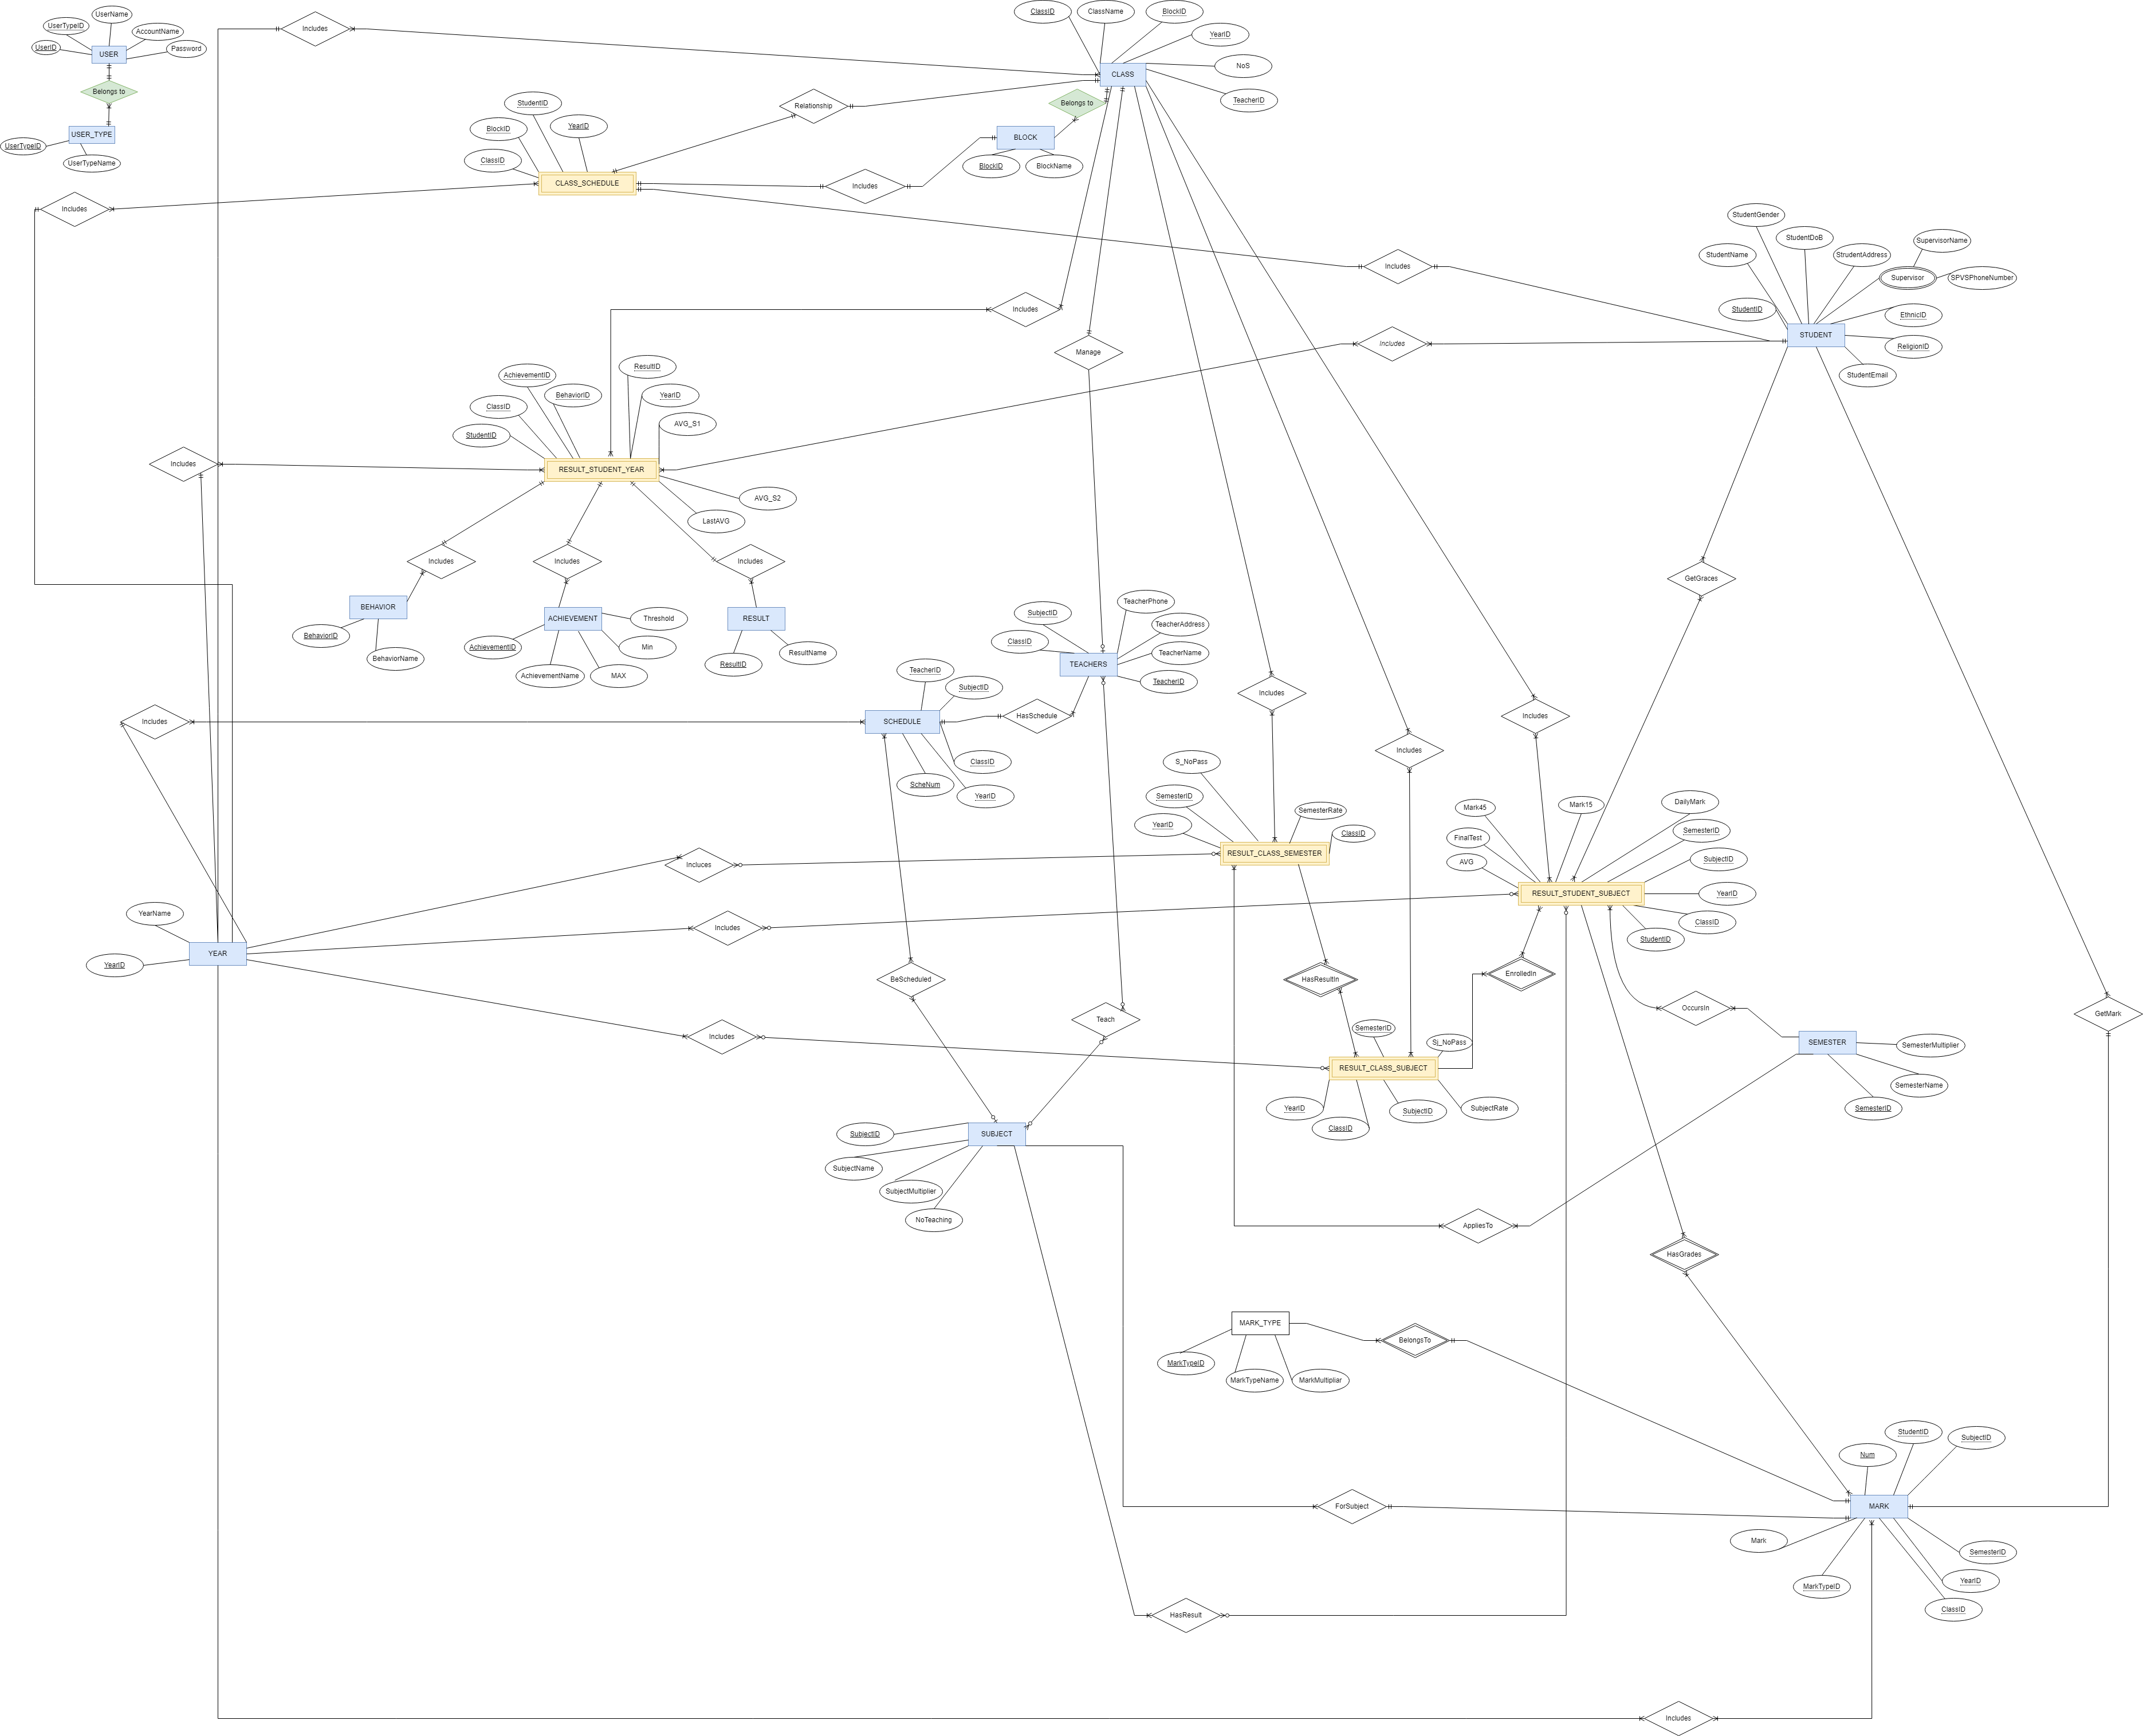 UserName
UserTypeID
AccountName
UserID
Password
USER
Belongs to
USER_TYPE
UserTypeID
UserTypeName
Includes
ClassID
ClassName
BlockID
YearID
NoS
TeacherID
CLASS
Belongs to
Relationship
StudentID
BlockID
YearID
ClassID
CLASS_SCHEDULE
BLOCK
BlockID
BlockName
Includes
Includes
Includes
StudentGender
StudentDoB
SupervisorName
StudentName
StrudentAddress
Supervisor
SPVSPhoneNumber
StudentID
EthnicID
STUDENT
ReligionID
StudentEmail
Includes
Includes
Manage
AchievementID
ResultID
BehaviorID
YearID
ClassID
AVG_S1
StudentID
Includes
RESULT_STUDENT_YEAR
AVG_S2
LastAVG
Includes
Includes
Includes
GetGraces
BEHAVIOR
BehaviorID
BehaviorName
ACHIEVEMENT
Threshold
Min
AchievementID
AchievementName
MAX
RESULT
ResultID
ResultName
TeacherPhone
SubjectID
TeacherAddress
ClassID
TeacherName
TEACHERS
TeacherID
TeacherID
SubjectID
Includes
SCHEDULE
HasSchedule
ClassID
ScheNum
YearID
Includes
Includes
Includes
S_NoPass
SemesterID
SemesterRate
YearID
ClassID
RESULT_CLASS_SEMESTER
Mark45
Mark15
DailyMark
FinalTest
SemesterID
AVG
SubjectID
RESULT_STUDENT_SUBJECT
YearID
ClassID
StudentID
Incluces
Includes
YearName
YEAR
YearID
BeScheduled
HasResultIn
EnrolledIn
OccursIn
GetMark
Teach
Includes
SemesterID
Sj_NoPass
RESULT_CLASS_SUBJECT
YearID
SubjectID
SubjectRate
ClassID
SEMESTER
SemesterMultiplier
SemesterName
SemesterID
SubjectID
SUBJECT
SubjectName
SubjectMultiplier
NoTeaching
AppliesTo
HasGrades
MARK_TYPE
BelongsTo
MarkTypeID
MarkTypeName
MarkMultipliar
StudentID
SubjectID
Num
ForSubject
MARK
Mark
SemesterID
MarkTypeID
YearID
ClassID
HasResult
Includes